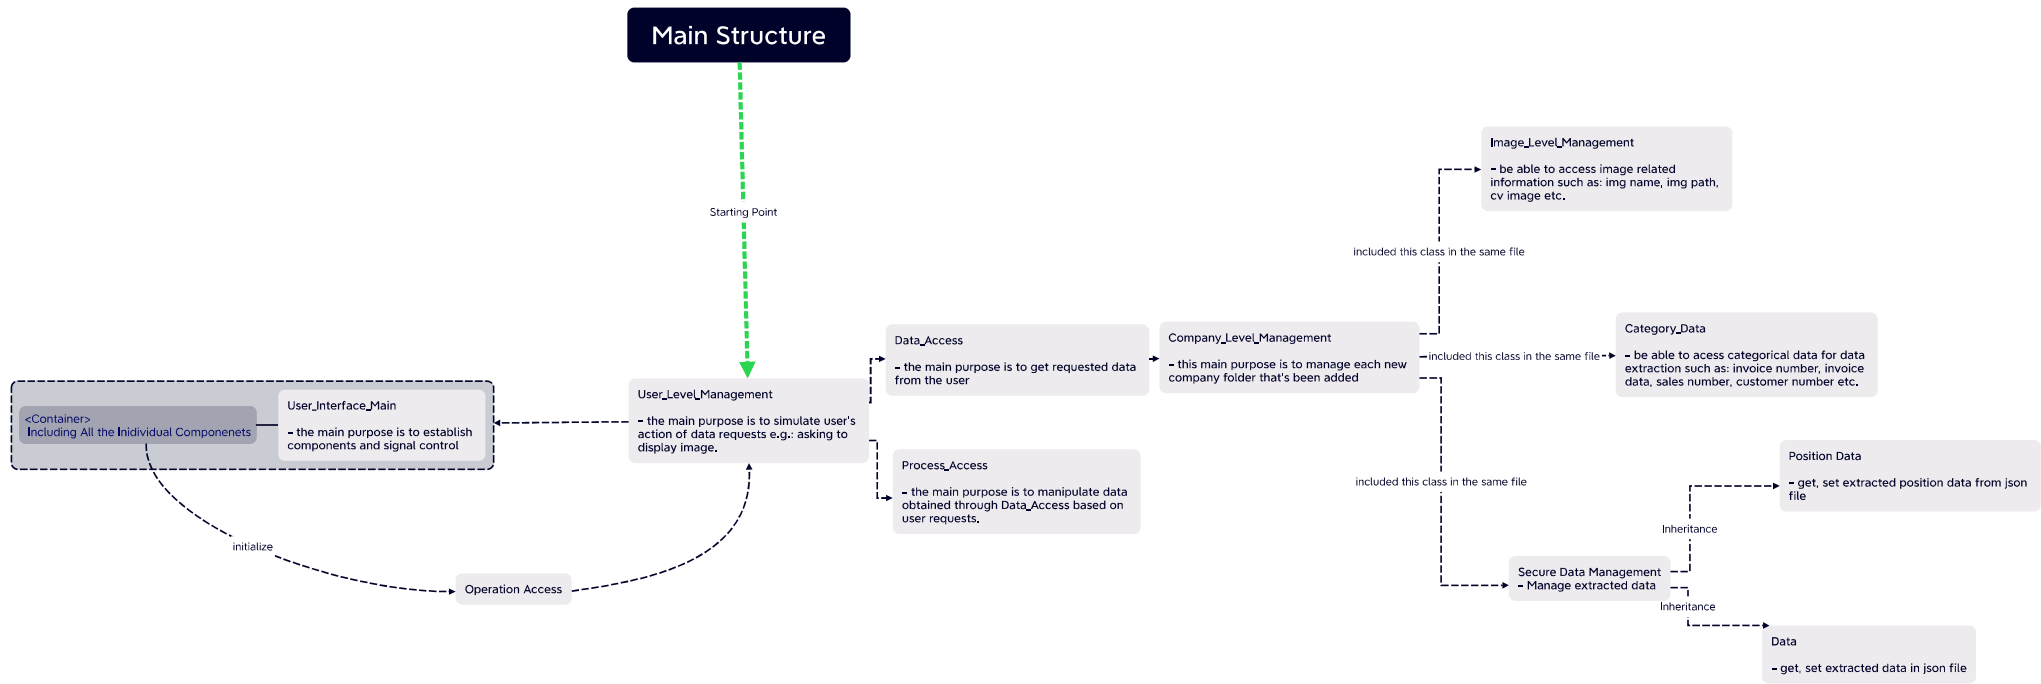 Main Structure
Starting Point
Image_Level_Management
- be able to access image related
information such as: img name, img path,
cv image etc.
included this class in the same file
Data_Access
- the main purpose is to get requested data
from the user
Company_Level_Management
- this main purpose is to manage each new
company folder that's been added
included this class in the same file
Category_Data
- be able to acess categorical data for data
extraction such as: invoice number, invoice
data, sales number, customer number etc.
<Container>
Including All the Inidividual Componenets
User_Interface_Main
- the main purpose is to establish
components and signal control
User_Level_Management
- the main purpose is to simulate user's
action of data requests e.g.: asking to
display image.
Process_Access
- the main purpose is to manipulate data
obtained through Data_Access based on
user requests.
included this class in the same file
Position Data
- get, set extracted position data from json
file
Inheritance
initialize
Operation Access
Secure Data Management
- Manage extracted data
Inheritance
Data
- get, set extracted data in json file